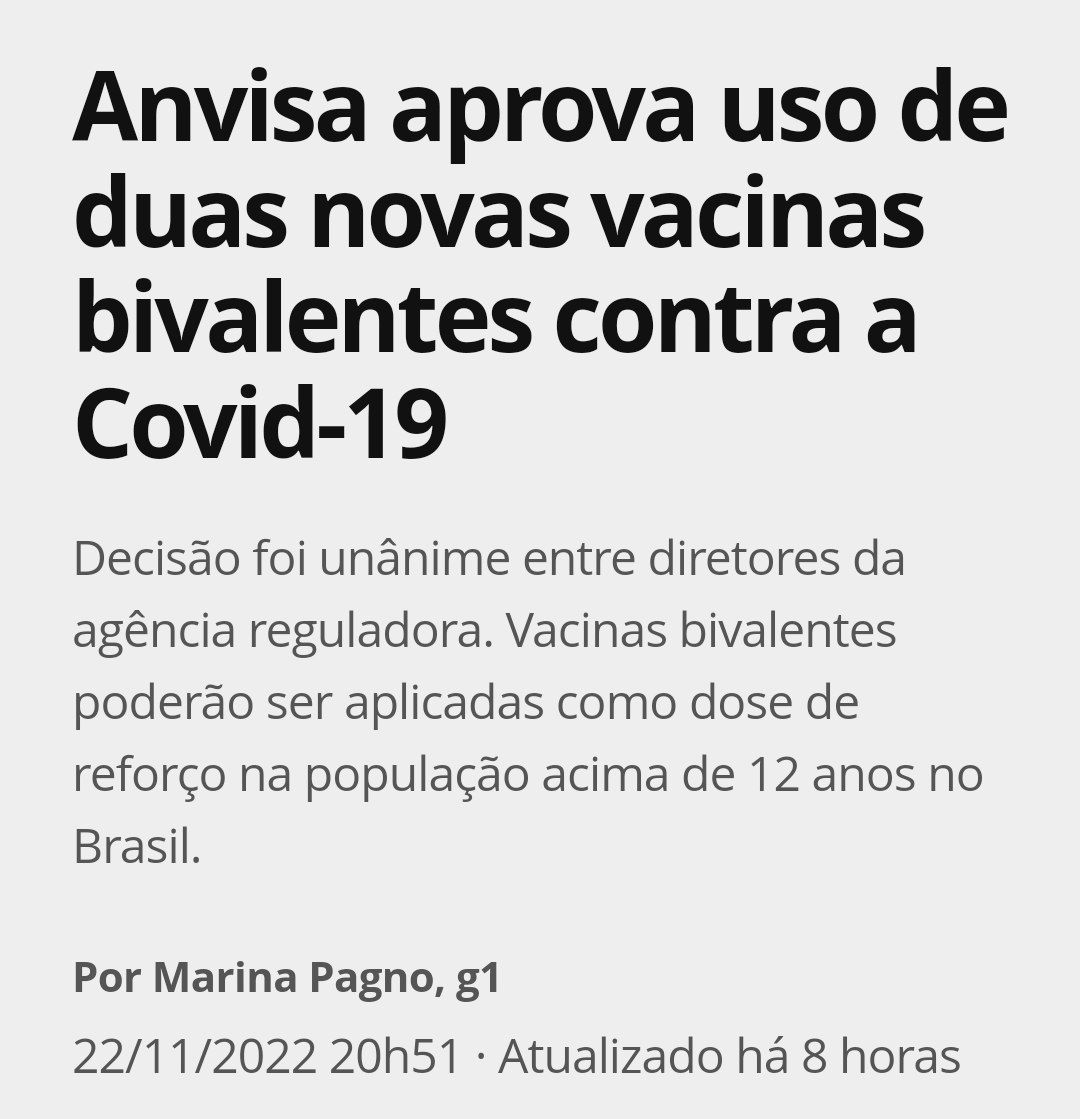 Anvisa aprova uso de
duas novas vacinas
bivalentes contra a
Covid-19
Decisão foi unânime entre diretores da
agência reguladora. Vacinas bivalentes
poderão ser aplicadas como dose de
reforço na população acima de 12 anos no
Brasil.
Por Marina Pagno, g1
22/11/2022 20h51 · Atualizado há 8 horas